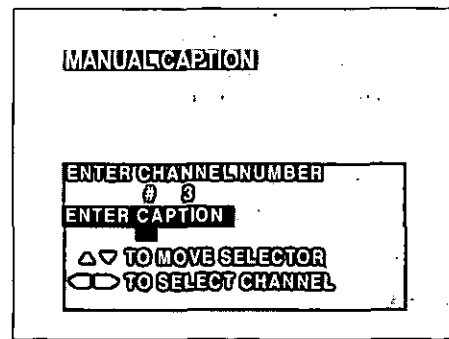 MANUAL CAPTION
ENTER CHANNEL NUMBER
# 3
ENTER CAPTION
△▽ TO MOVE SELECTOR
TO SELECT CHANNEL